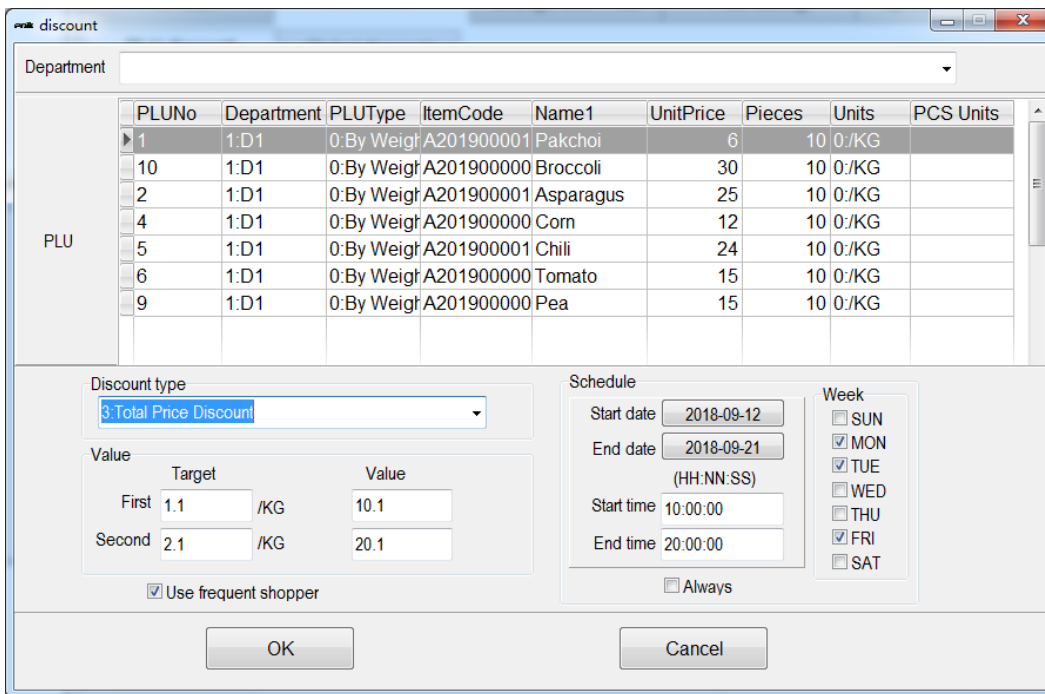 discount
Department
PLUNo Department PLUType ItemCode Name1 UnitPrice Pieces Units PCS Units
1 1:D1 0:By Weigh A201900001 Pakchoi 6 10 0:/KG
10 1:D1 0:By Weigh A201900000 Broccoli 30 10 0:/KG
2 1:D1 0:By Weigh A201900001 Asparagus 25 10 0:/KG
4 1:D1 0:By Weigh A201900000 Corn 12 10 0:/KG
PLU
5 1:D1 0:By Weigh A201900001 Chili 24 10 0:/KG
6 1:D1 0:By Weigh A201900000 Tomato 15 10 0:/KG
9 1:D1 0:By Weigh A201900000 Pea 15 10 0:/KG
Discount type
3:Total Price Discount
Value
Target Value
First 1.1 /KG 10.1
Second 2.1 /KG 20.1
Use frequent shopper
Schedule
Start date 2018-09-12
End date 2018-09-21
(HH:NN:SS)
Start time 10:00:00
End time 20:00:00
Always
Week
SUN
MON
TUE
WED
THU
FRI
SAT
OK Cancel